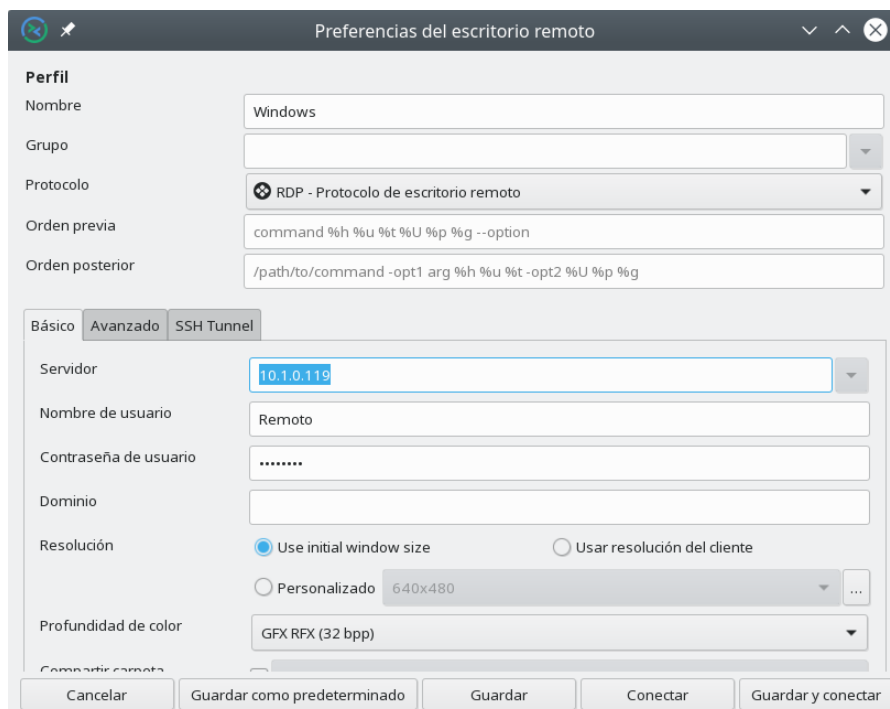 Preferencias del escritorio remoto
Perfil
Nombre
Windows
Grupo
Protocolo
RDP - Protocolo de escritorio remoto
Orden previa
command %h %u %t %U %p %g --option
Orden posterior
/path/to/command -opt1 arg %h %u %t -opt2 %U %p %g
Básico Avanzado SSH Tunnel
Servidor
10.1.0.119
Nombre de usuario
Remoto
Contraseña de usuario
••••••••
Dominio
Resolución
Use initial window size Usar resolución del cliente
Personalizado 640x480 ...
Profundidad de color
GFX RFX (32 bpp)
Compartir carpeta
Cancelar Guardar como predeterminado Guardar Conectar Guardar y conectar